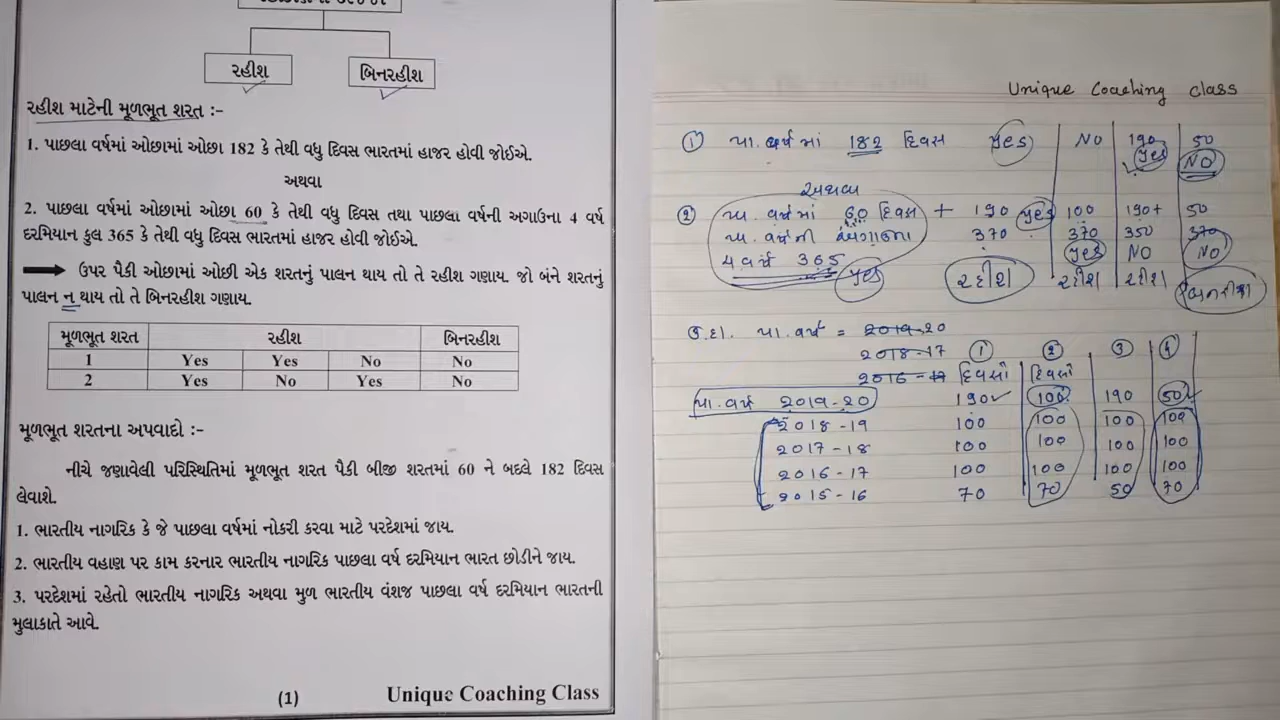 રહીશ
બિનરહીશ
રહીશ માટેની મૂળભૂત શરત :-
1. પાછલા વર્ષમાં ઓછામાં ઓછા 182 કે તેથી વધુ દિવસ ભારતમાં હાજર હોવી જોઈએ.
અથવા
2. પાછલા વર્ષમાં ઓછામાં ઓછા 60 કે તેથી વધુ દિવસ તથા પાછલા વર્ષની અગાઉના 4 વર્ષ
દરમિયાન કુલ 365 કે તેથી વધુ દિવસ ભારતમાં હાજર હોવી જોઈએ.
ઉપર પૈકી ઓછામાં ઓછી એક શરતનું પાલન થાય તો તે રહીશ ગણાય. જો બંને શરતનું
પાલન ન થાય તો તે બિનરહીશ ગણાય.
મૂળભૂત શરત રહીશ બિનરહીશ
1 Yes Yes No No
2 Yes No Yes No
મૂળભૂત શરતના અપવાદો :-
નીચે જણાવેલી પરિસ્થિતિમાં મૂળભૂત શરત પૈકી બીજી શરતમાં 60 ને બદલે 182 દિવસ
લેવાશે.
1. ભારતીય નાગરિક કે જે પાછલા વર્ષમાં નોકરી કરવા માટે પરદેશમાં જાય.
2. ભારતીય વહાણ પર કામ કરનાર ભારતીય નાગરિક પાછલા વર્ષ દરમિયાન ભારત છોડીને જાય.
3. પરદેશમાં રહેતો ભારતીય નાગરિક અથવા મુળ ભારતીય વંશજ પાછલા વર્ષ દરમિયાન ભારતની
મુલાકાતે આવે.
(1) Unique Coaching Class
Unique Coaching Class
① પા. વર્ષ માં 182 દિવસ Yes NO 190 50
Yes NO
અથવા
② પા. વર્ષમાં 60 દિવસ + 190 Yes 100 190+ 50
પા. વર્ષની અગાઉના 370 370 350 370
4 વર્ષ 365 Yes રહીશ Yes NO NO
રહીશ રહીશ બિનરહીશ
ઉ.દા. પા. વર્ષ = 2019-20
2018-17 ① ② ③ ④
2016-17 દિવસો દિવસો
પા. વર્ષ 2019-20 190 100 190 50
2018-19 100 100 100 100
2017-18 100 100 100 100
2016-17 100 100 100 100
2015-16 70 70 50 70